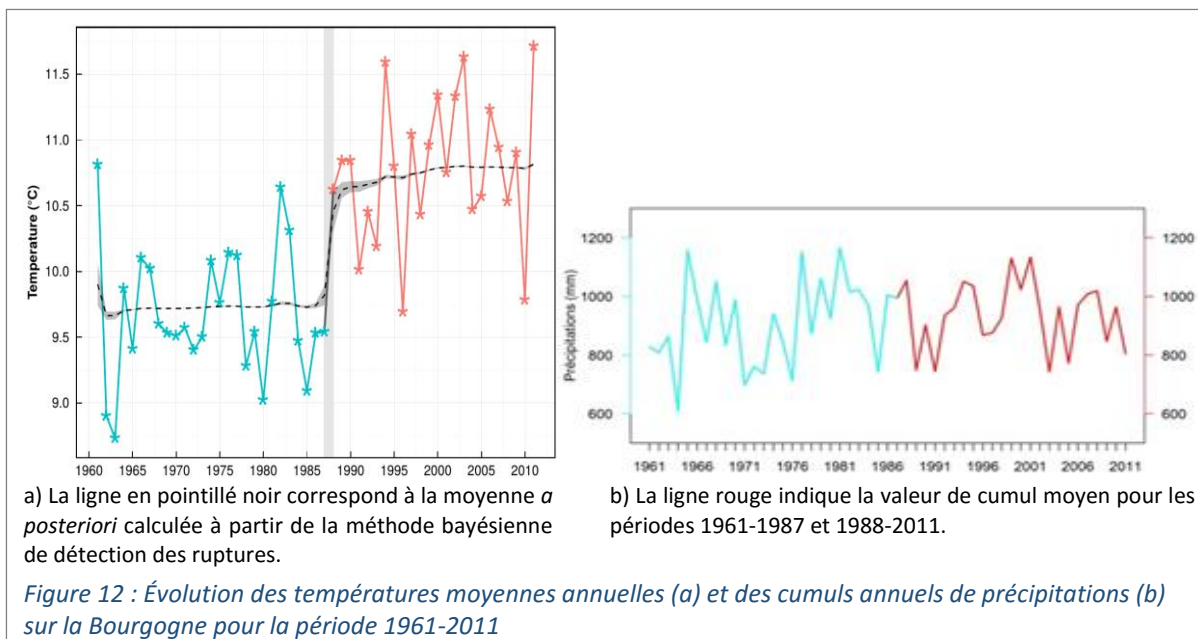 11.5
11.0
10.5
10.0
9.5
9.0
Temperature (°C)
1960 1965 1970 1975 1980 1985 1990 1995 2000 2005 2010
1200
1000
800
600
Précipitations (mm)
1200
1000
800
600
1961 1966 1971 1976 1981 1986 1991 1996 2001 2006 2011
a) La ligne en pointillé noir correspond à la moyenne a
posteriori calculée à partir de la méthode bayésienne
de détection des ruptures.
b) La ligne rouge indique la valeur de cumul moyen pour les
périodes 1961-1987 et 1988-2011.
Figure 12 : Évolution des températures moyennes annuelles (a) et des cumuls annuels de précipitations (b)
sur la Bourgogne pour la période 1961-2011